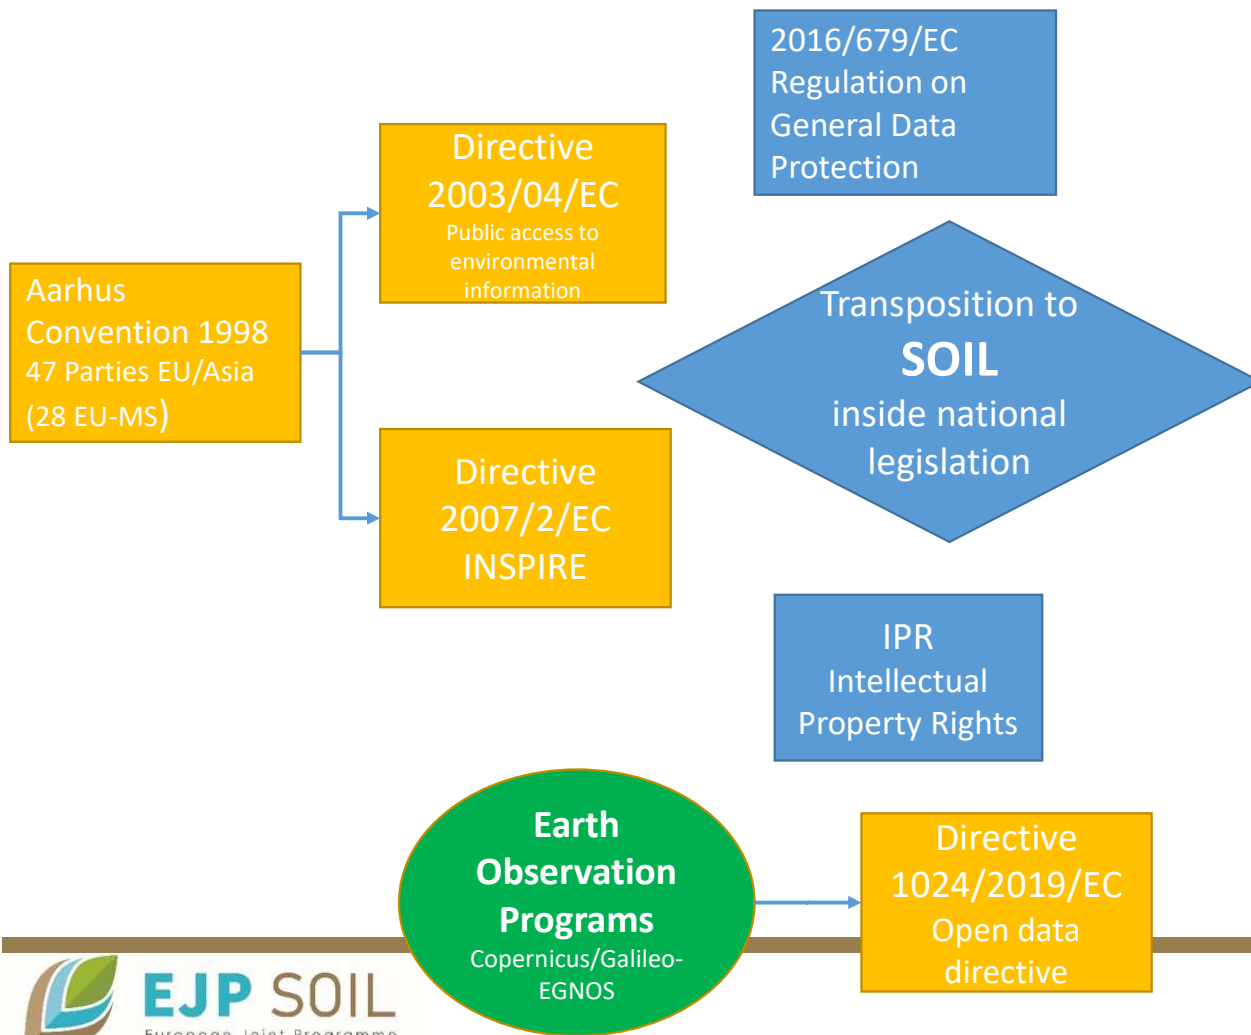 2016/679/EC
Regulation on
General Data
Protection
Directive
2003/04/EC
Public access to
environmental
information
Aarhus
Convention 1998
47 Parties EU/Asia
(28 EU-MS)
Transposition to
SOIL
inside national
legislation
Directive
2007/2/EC
INSPIRE
IPR
Intellectual
Property Rights
Earth
Observation
Programs
Copernicus/Galileo-
EGNOS
Directive
1024/2019/EC
Open data
directive
EJP SOIL
European Joint Programme